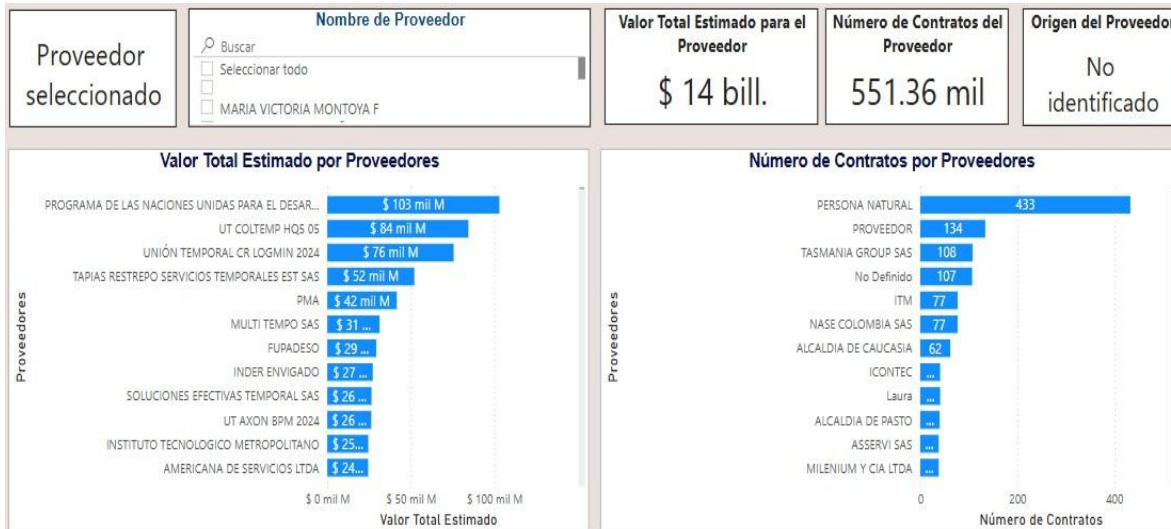 Proveedor
seleccionado
Nombre de Proveedor
Buscar
Seleccionar todo
MARIA VICTORIA MONTOYA F
Valor Total Estimado para el
Proveedor
$ 14 bill.
Número de Contratos del
Proveedor
551.36 mil
Origen del Proveedor
No
identificado
Valor Total Estimado por Proveedores
Proveedores
PROGRAMA DE LAS NACIONES UNIDAS PARA EL DESAR... $ 103 mil M
UT COLTEMP HQ5 05 $ 84 mil M
UNIÓN TEMPORAL CR LOGMIN 2024 $ 76 mil M
TAPIAS RESTREPO SERVICIOS TEMPORALES EST SAS $ 52 mil M
PMA $ 42 mil M
MULTI TEMPO SAS $ 31 ...
FUPADESO $ 29 ...
INDER ENVIGADO $ 27 ...
SOLUCIONES EFECTIVAS TEMPORAL SAS $ 26 ...
UT AXON BPM 2024 $ 26 ...
INSTITUTO TECNOLOGICO METROPOLITANO $ 25...
AMERICANA DE SERVICIOS LTDA $ 24...
$ 0 mil M $ 50 mil M $ 100 mil M
Valor Total Estimado
Número de Contratos por Proveedores
Proveedores
PERSONA NATURAL 433
PROVEEDOR 134
TASMANIA GROUP SAS 108
No Definido 107
ITM 77
NASE COLOMBIA SAS 77
ALCALDIA DE CAUCASIA 62
ICONTEC ...
Laura ...
ALCALDIA DE PASTO ...
ASSERVI SAS ...
MILENIUM Y CIA LTDA ...
0 200 400
Número de Contratos